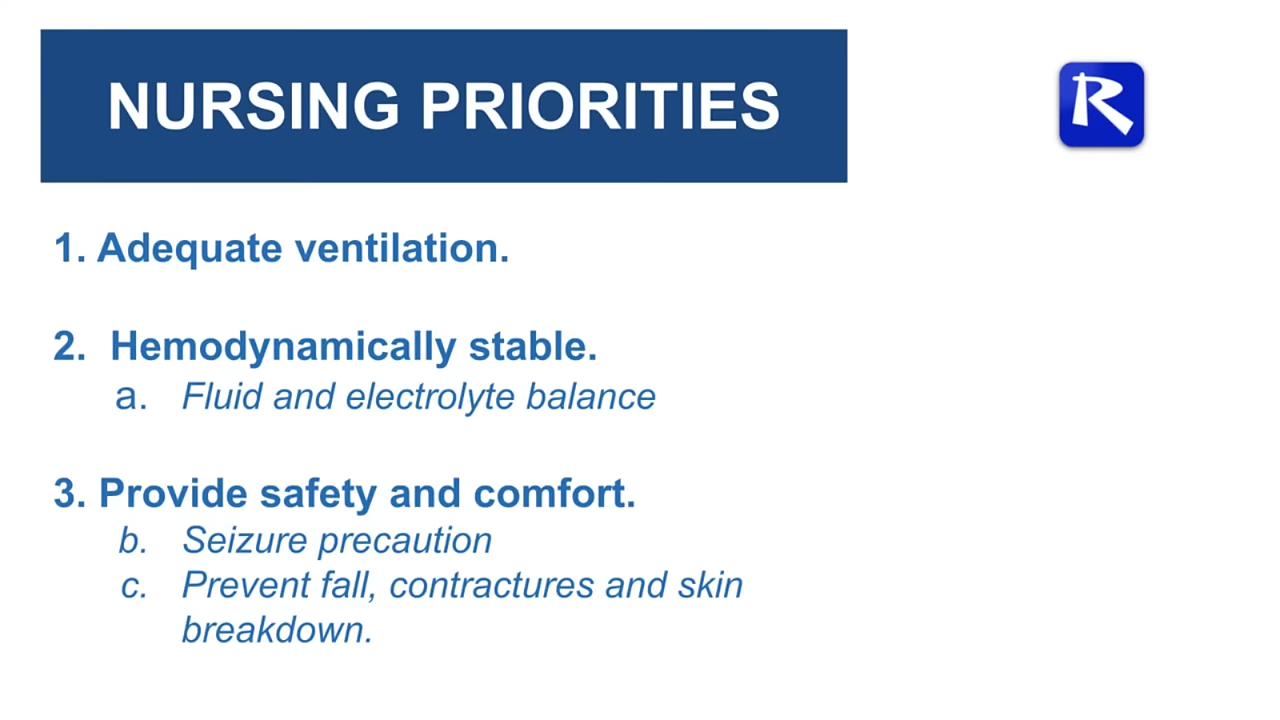 NURSING PRIORITIES
R
1. Adequate ventilation.
2. Hemodynamically stable.
a. Fluid and electrolyte balance
3. Provide safety and comfort.
b. Seizure precaution
c. Prevent fall, contractures and skin
breakdown.